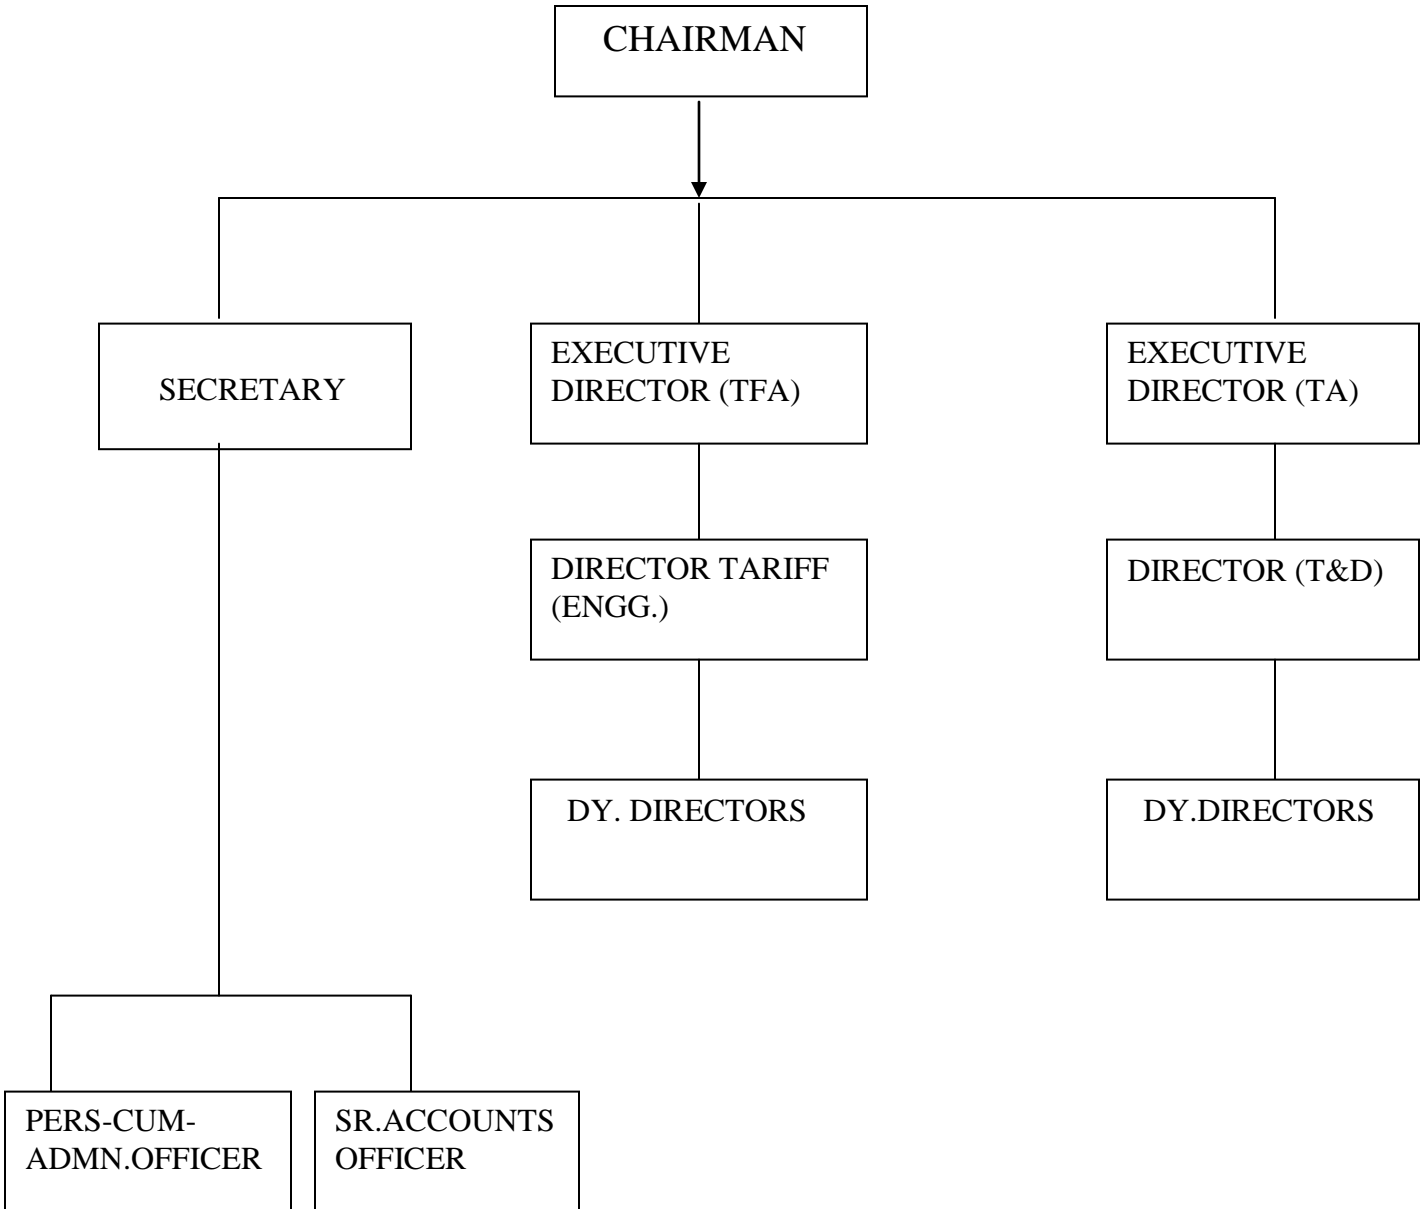 CHAIRMAN
SECRETARY
EXECUTIVE
DIRECTOR (TFA)
EXECUTIVE
DIRECTOR (TA)
DIRECTOR TARIFF
(ENGG.)
DIRECTOR (T&D)
DY. DIRECTORS
DY.DIRECTORS
PERS-CUM-
ADMN.OFFICER
SR.ACCOUNTS
OFFICER